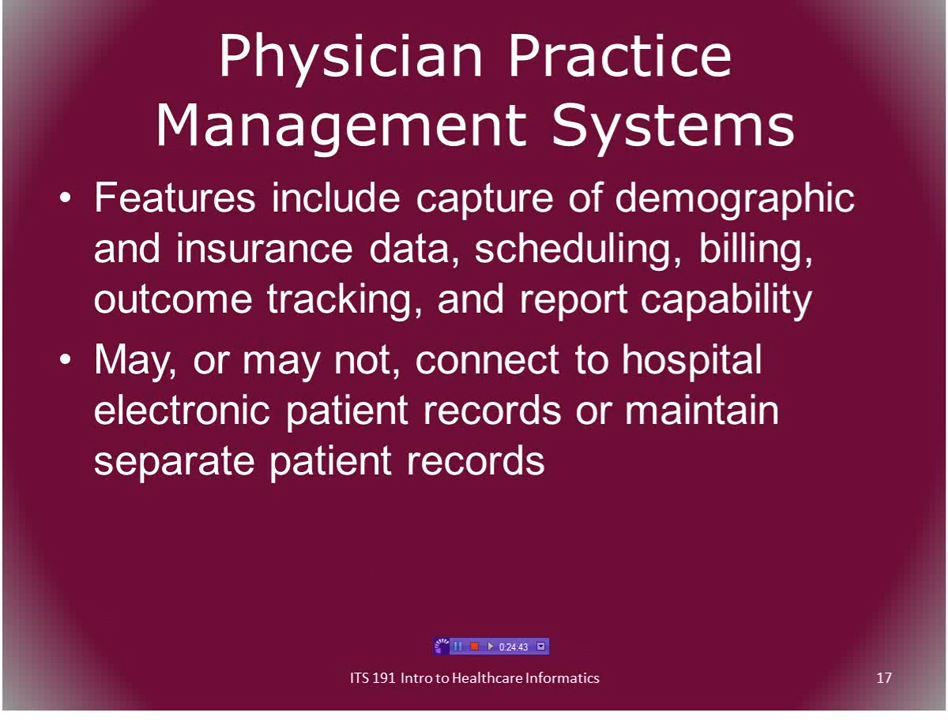 Physician Practice
Management Systems
• Features include capture of demographic
and insurance data, scheduling, billing,
outcome tracking, and report capability
• May, or may not, connect to hospital
electronic patient records or maintain
separate patient records
0:24:43
ITS 191 Intro to Healthcare Informatics
17